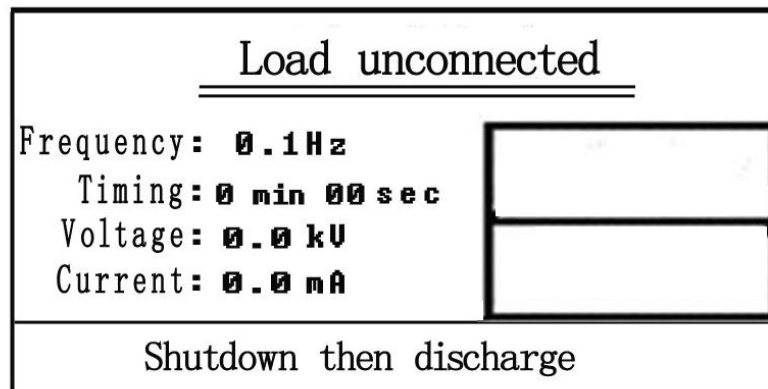 Load unconnected
Frequency: 0.1Hz
Timing: 0 min 00 sec
Voltage: 0.0 kV
Current: 0.0 mA
Shutdown then discharge